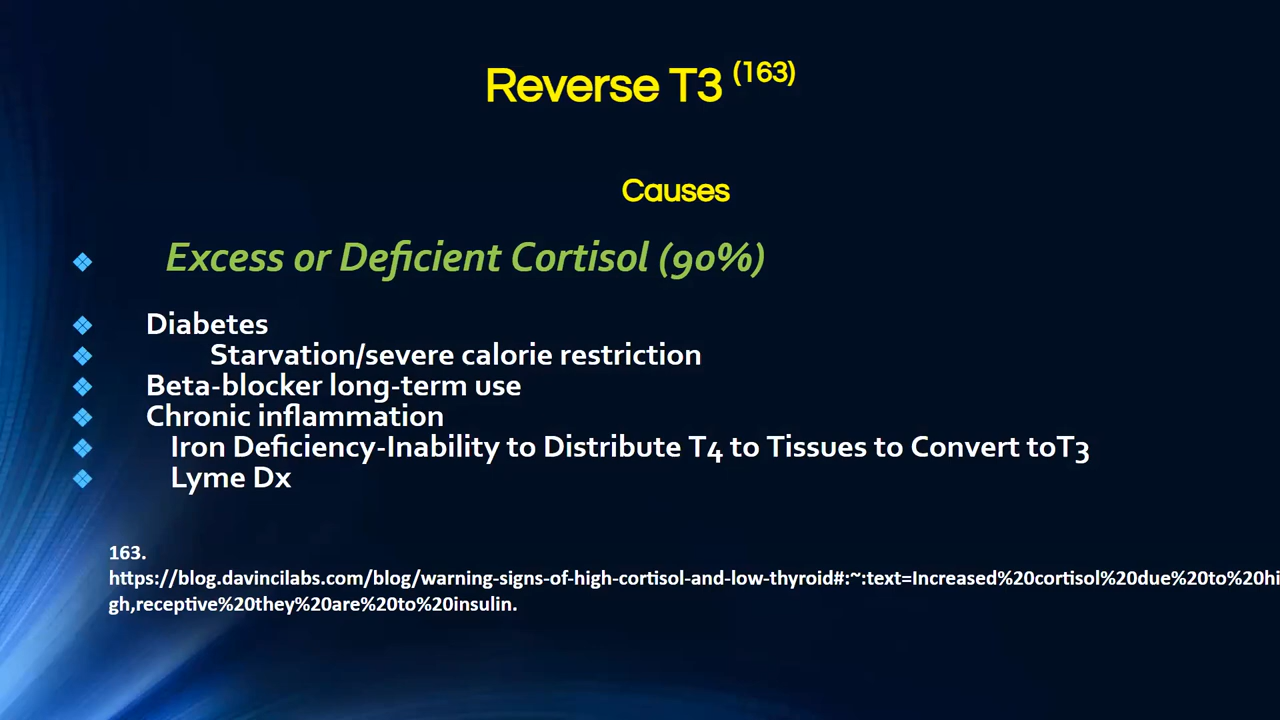 Reverse T3 (163)
Causes
Excess or Deficient Cortisol (90%)
Diabetes
Starvation/severe calorie restriction
Beta-blocker long-term use
Chronic inflammation
Iron Deficiency-Inability to Distribute T4 to Tissues to Convert toT3
Lyme Dx
163.
https://blog.davincilabs.com/blog/warning-signs-of-high-cortisol-and-low-thyroid#:~:text=Increased%20cortisol%20due%20to%20hi
gh,receptive%20they%20are%20to%20insulin.